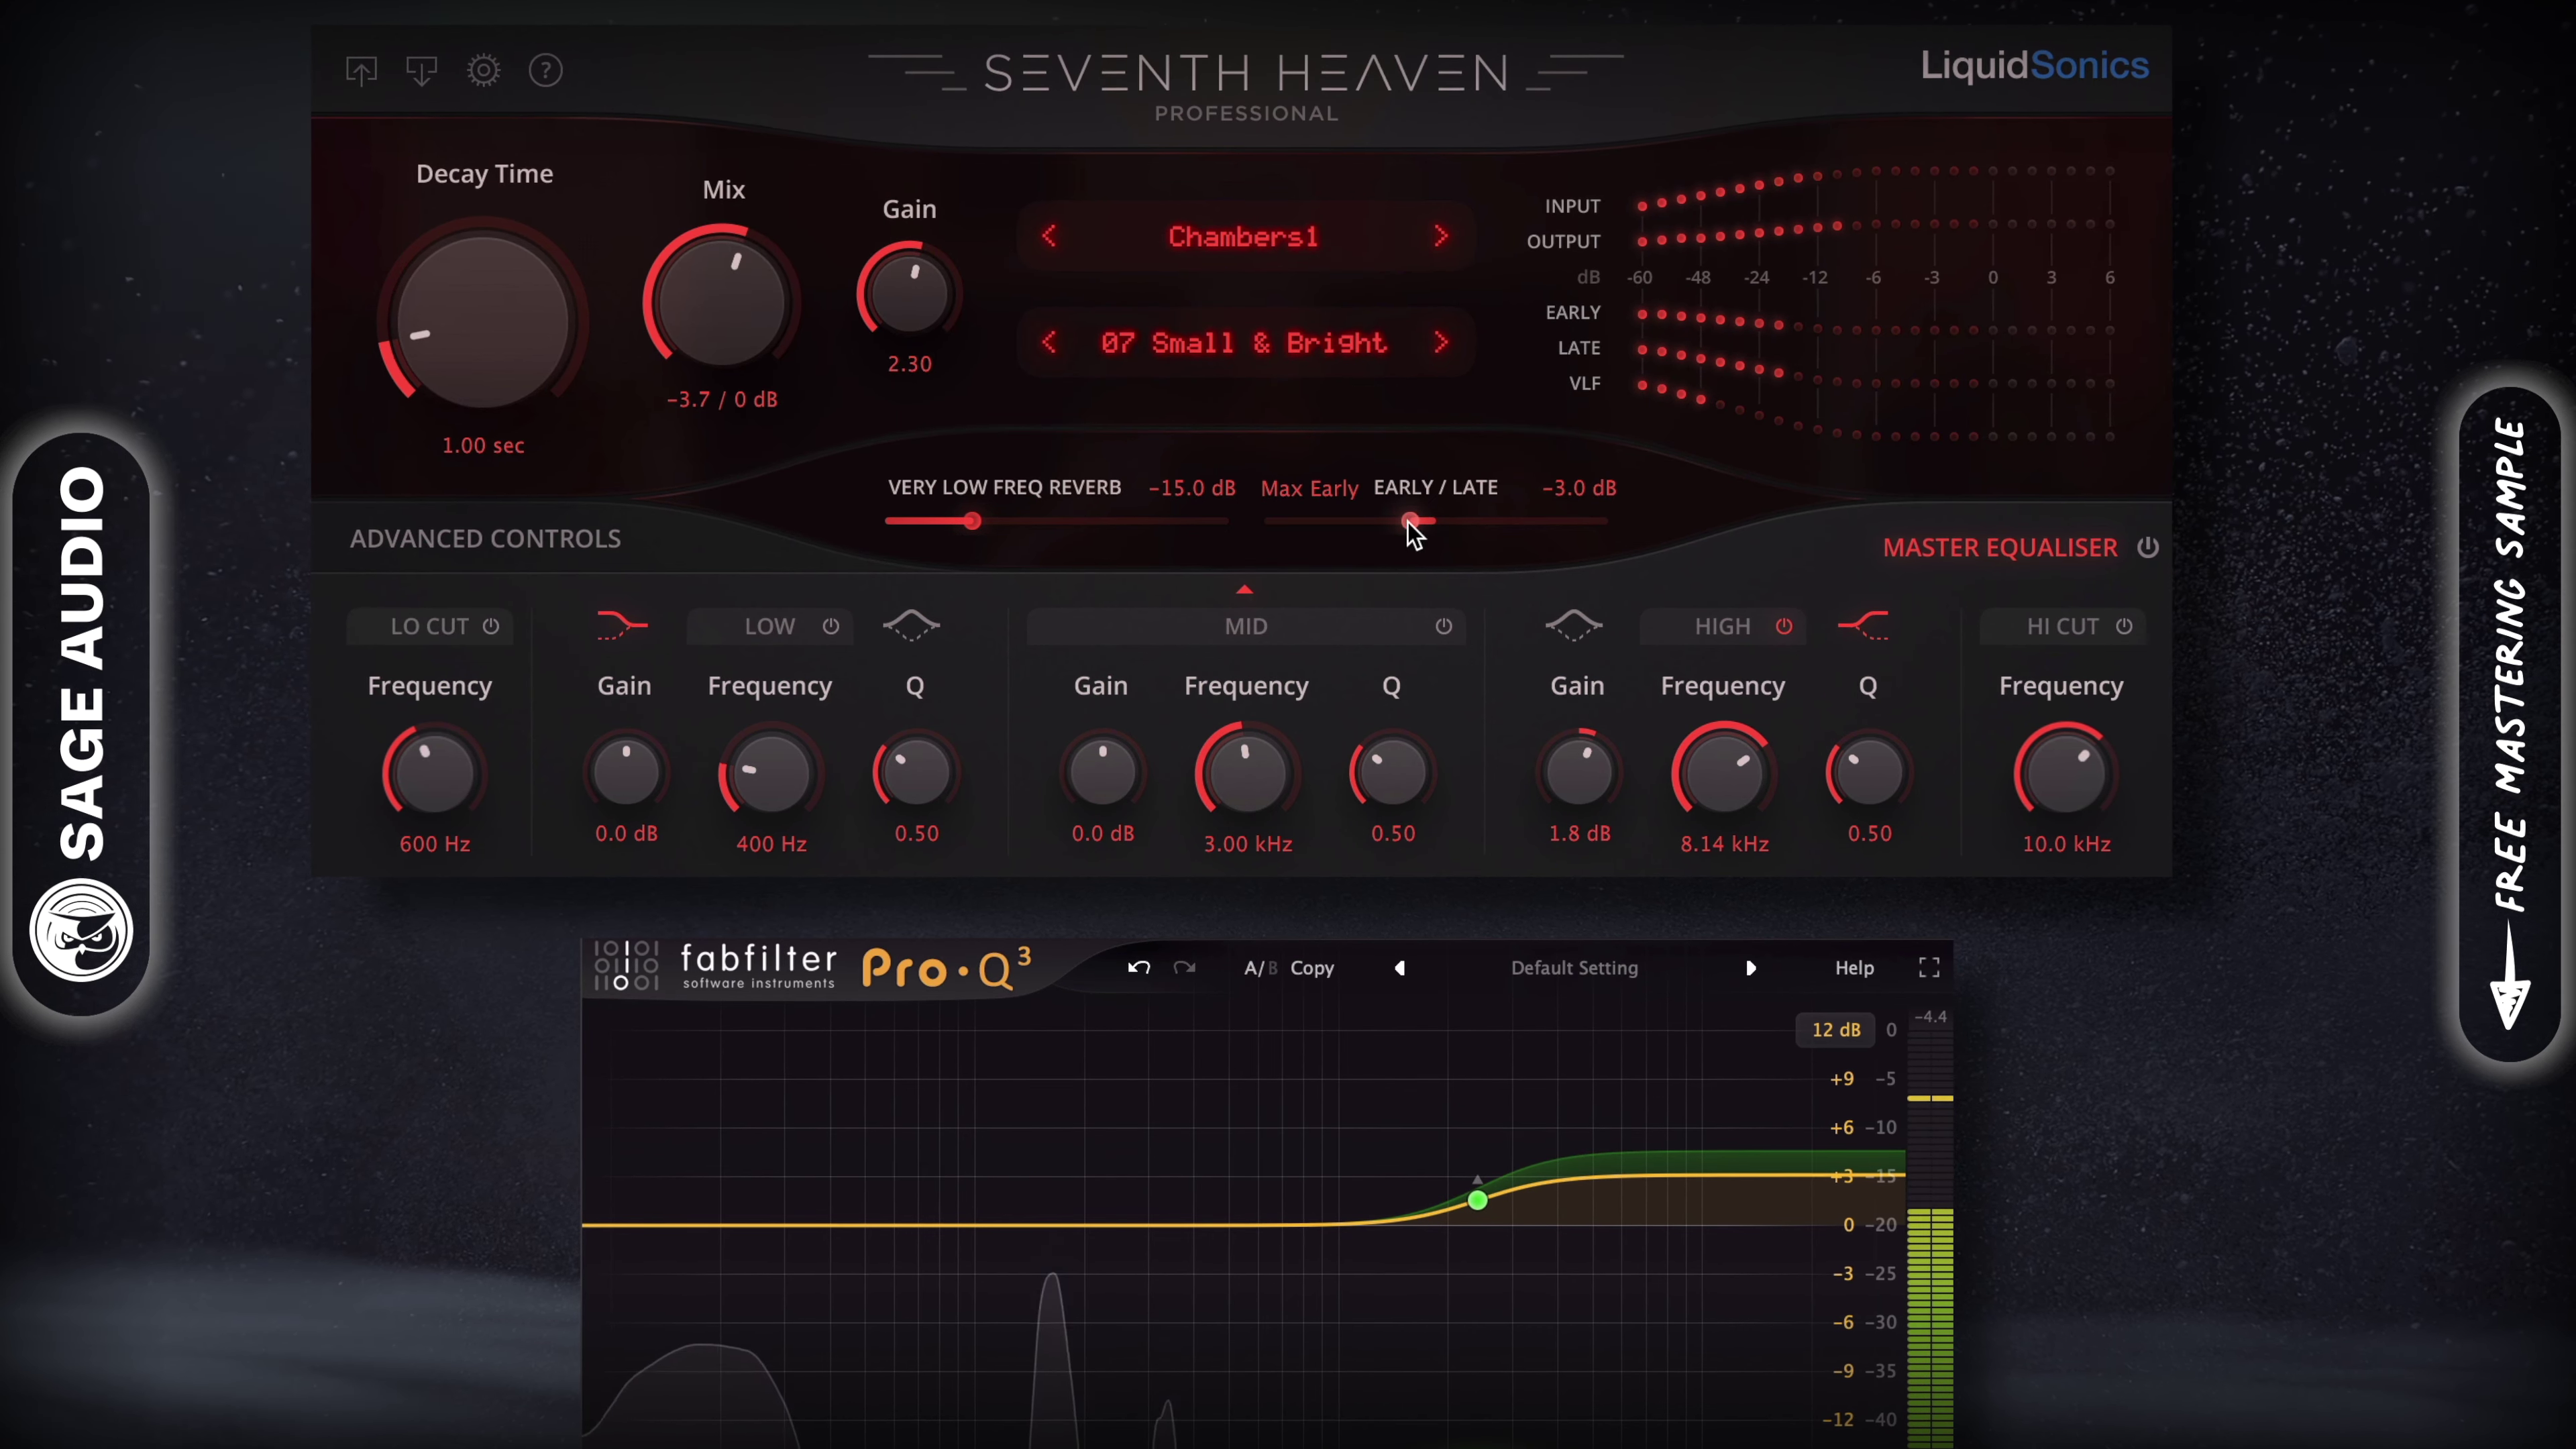 SEVENTH HEAVEN
PROFESSIONAL
LiquidSonics
Decay Time
1.00 sec
Mix
-3.7 / 0 dB
Gain
2.30
Chambers1
07 Small & Bright
INPUT
OUTPUT
dB -60 -48 -24 -12 -6 -3 0 3 6
EARLY
LATE
VLF
VERY LOW FREQ REVERB -15.0 dB
Max Early EARLY / LATE -3.0 dB
ADVANCED CONTROLS
MASTER EQUALISER
LO CUT LOW MID HIGH HI CUT
Frequency Gain Frequency Q Gain Frequency Q Gain Frequency Q Frequency
600 Hz 0.0 dB 400 Hz 0.50 0.0 dB 3.00 kHz 0.50 1.8 dB 8.14 kHz 0.50 10.0 kHz
SAGE AUDIO
FREE MASTERING SAMPLE
fabfilter
software instruments
Pro·Q3
A/B Copy Default Setting Help
-4.4
12 dB 0
+9 -5
+6 -10
+3 -15
0 -20
-3 -25
-6 -30
-9 -35
-12 -40